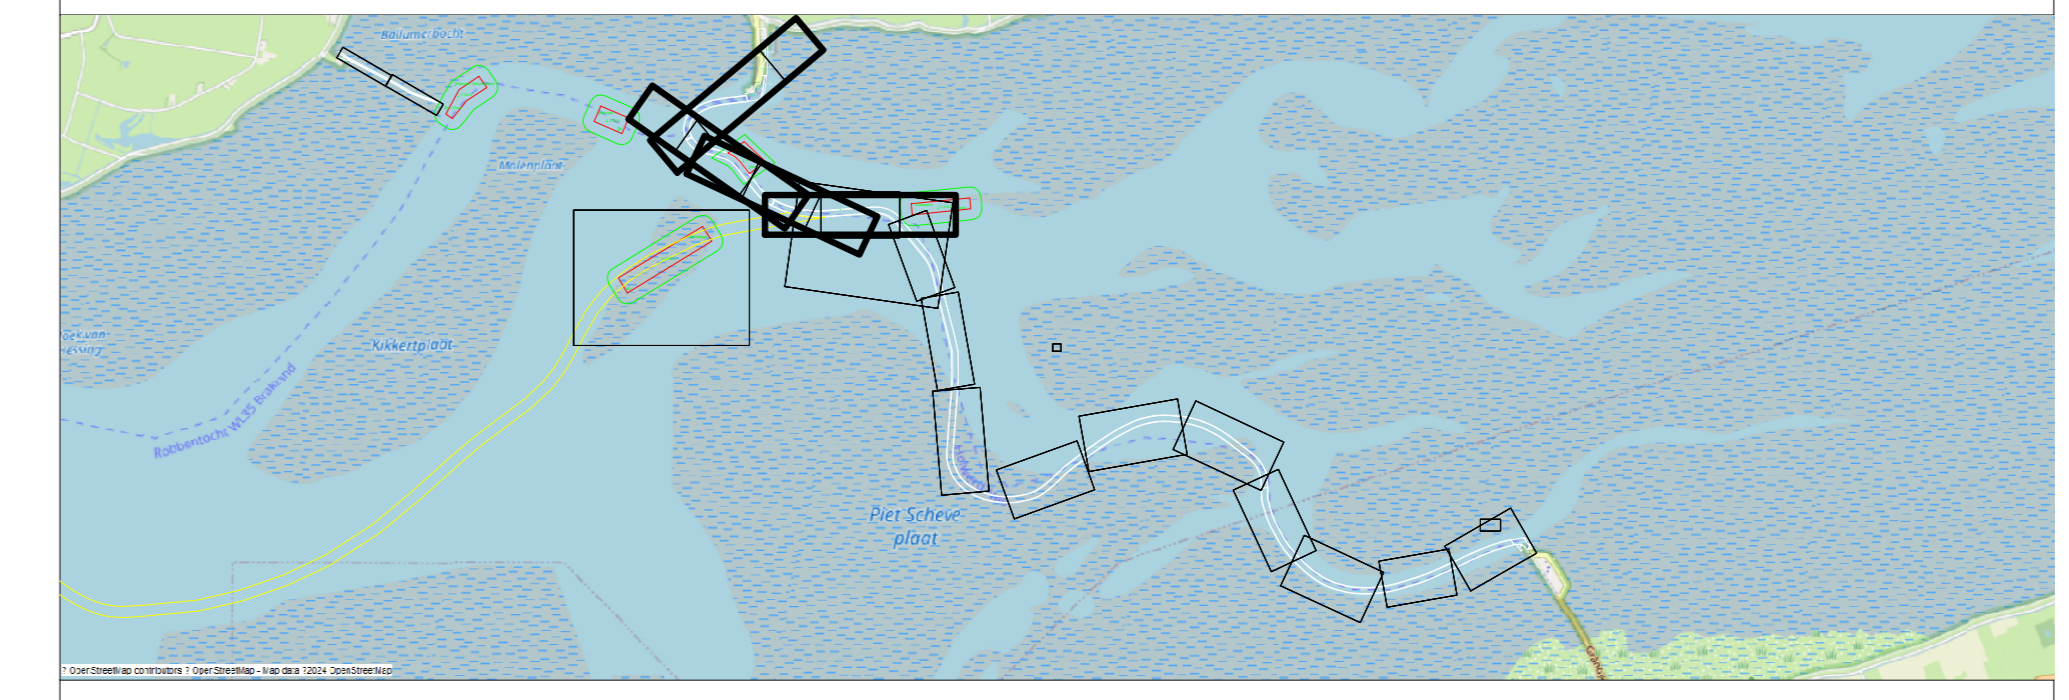 Ballumerbocht
Molenplaat
Kikkertplaat
Robbentocht WL35 Brakzand
Piet Scheve
plaat
? OpenStreetMap contributors ? OpenStreetMap - Map data ?2024 OpenStreetMap